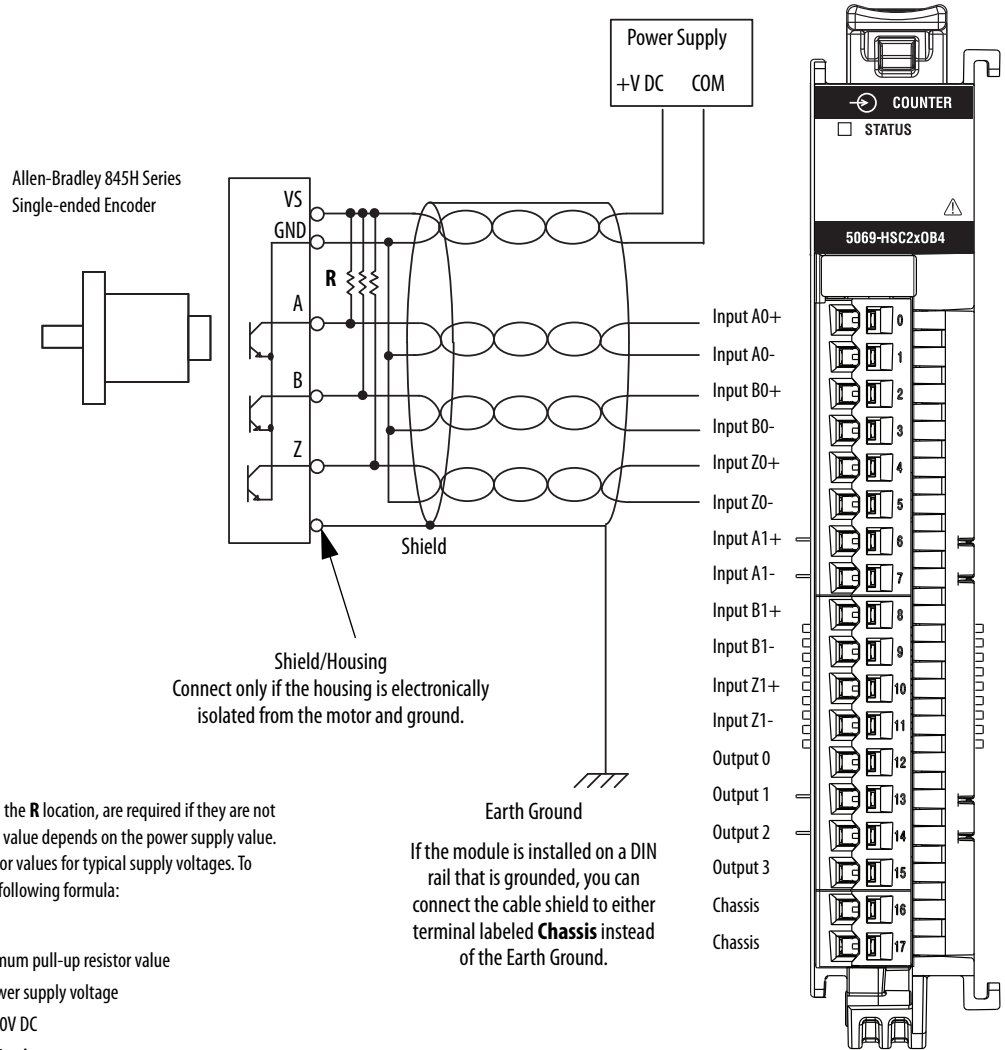 Power Supply
+V DC COM
COUNTER
STATUS
5069-HSC2xOB4
Allen-Bradley 845H Series
Single-ended Encoder
VS
GND
R
A
B
Z
Shield
Input A0+
Input A0-
Input B0+
Input B0-
Input Z0+
Input Z0-
Input A1+
Input A1-
Input B1+
Input B1-
Input Z1+
Input Z1-
Output 0
Output 1
Output 2
Output 3
Chassis
Chassis
0
1
2
3
4
5
6
7
8
9
10
11
12
13
14
15
16
17
Shield/Housing
Connect only if the housing is electronically
isolated from the motor and ground.
Earth Ground
If the module is installed on a DIN
rail that is grounded, you can
connect the cable shield to either
terminal labeled Chassis instead
of the Earth Ground.
the R location, are required if they are not
value depends on the power supply value.
or values for typical supply voltages. To
following formula:
mum pull-up resistor value
wer supply voltage
0V DC